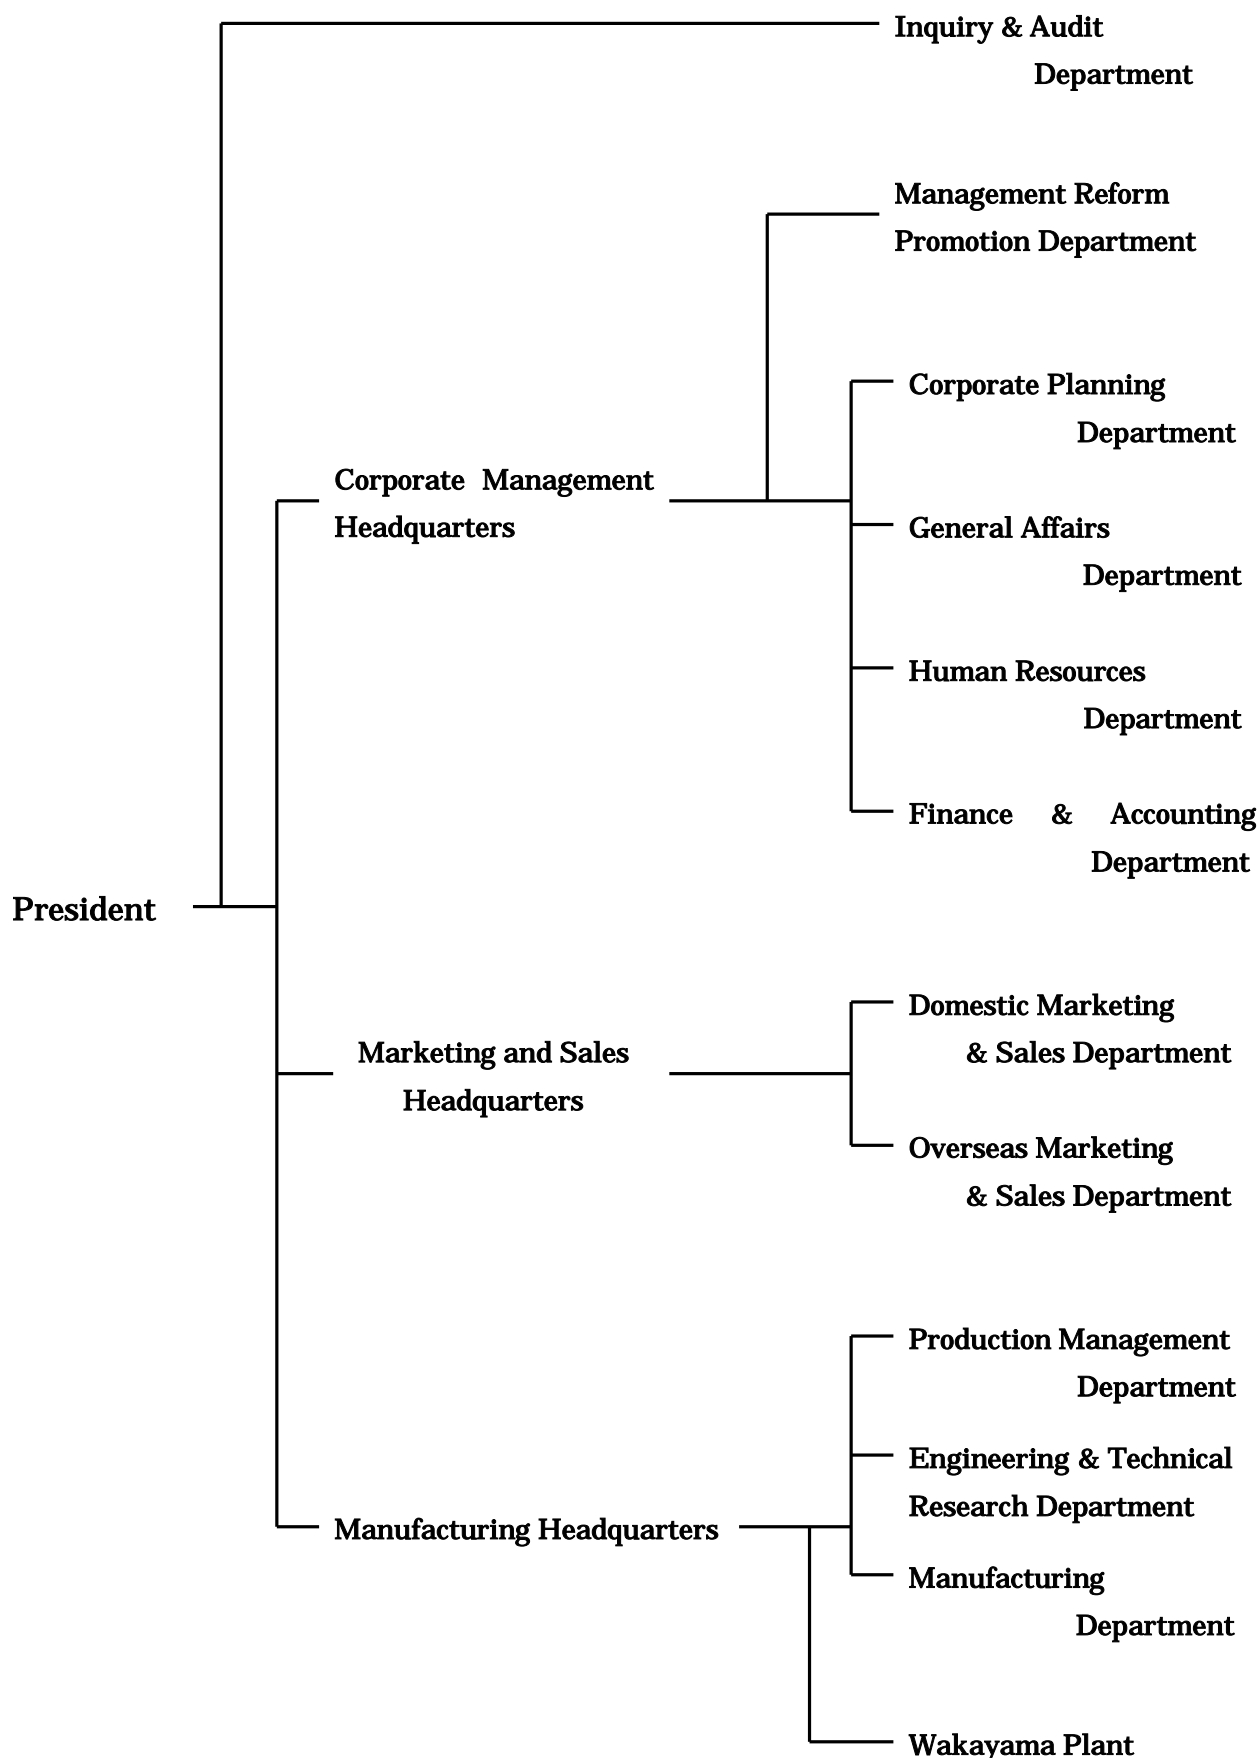 Inquiry & Audit
Department
Management Reform
Promotion Department
Corporate Planning
Department
Corporate Management
Headquarters
General Affairs
Department
Human Resources
Department
Finance & Accounting
Department
President
Domestic Marketing
& Sales Department
Marketing and Sales
Headquarters
Overseas Marketing
& Sales Department
Production Management
Department
Engineering & Technical
Research Department
Manufacturing Headquarters
Manufacturing
Department
Wakayama Plant